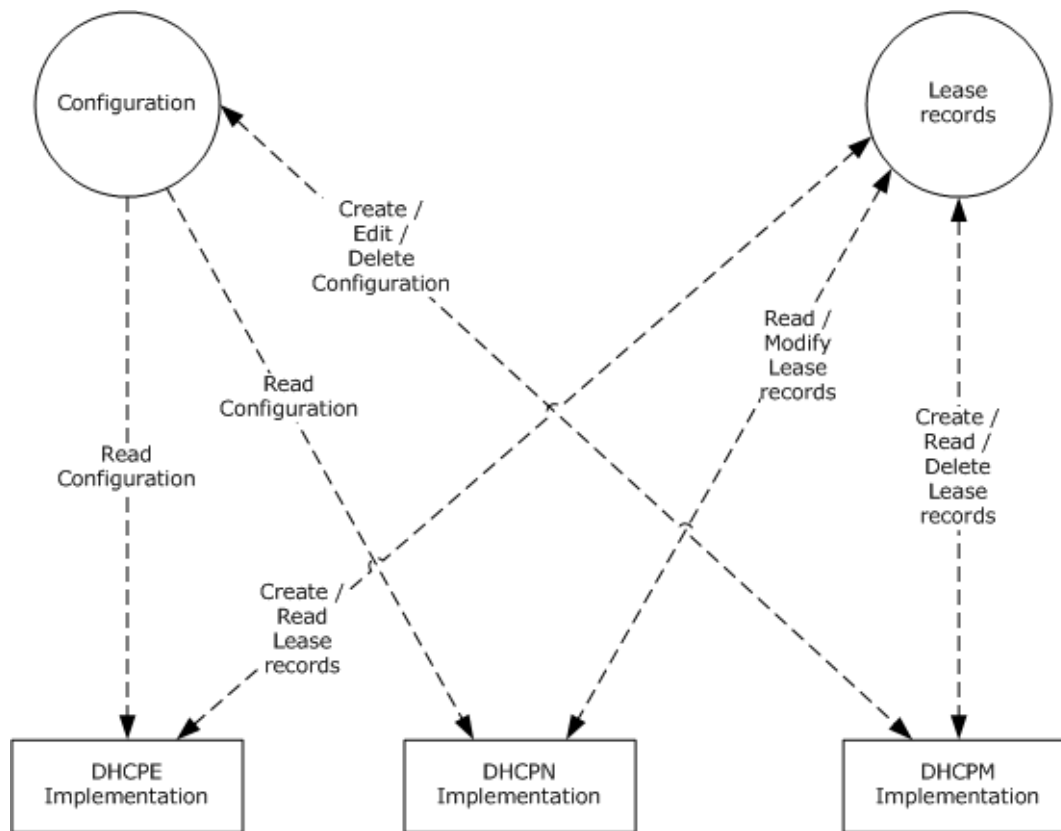 Configuration
Lease
records
Create /
Edit /
Delete
Configuration
Read /
Modify
Lease
records
Read
Configuration
Create /
Read /
Delete
Lease
records
Read
Configuration
Create /
Read
Lease
records
DHCPE
Implementation
DHCPN
Implementation
DHCPM
Implementation